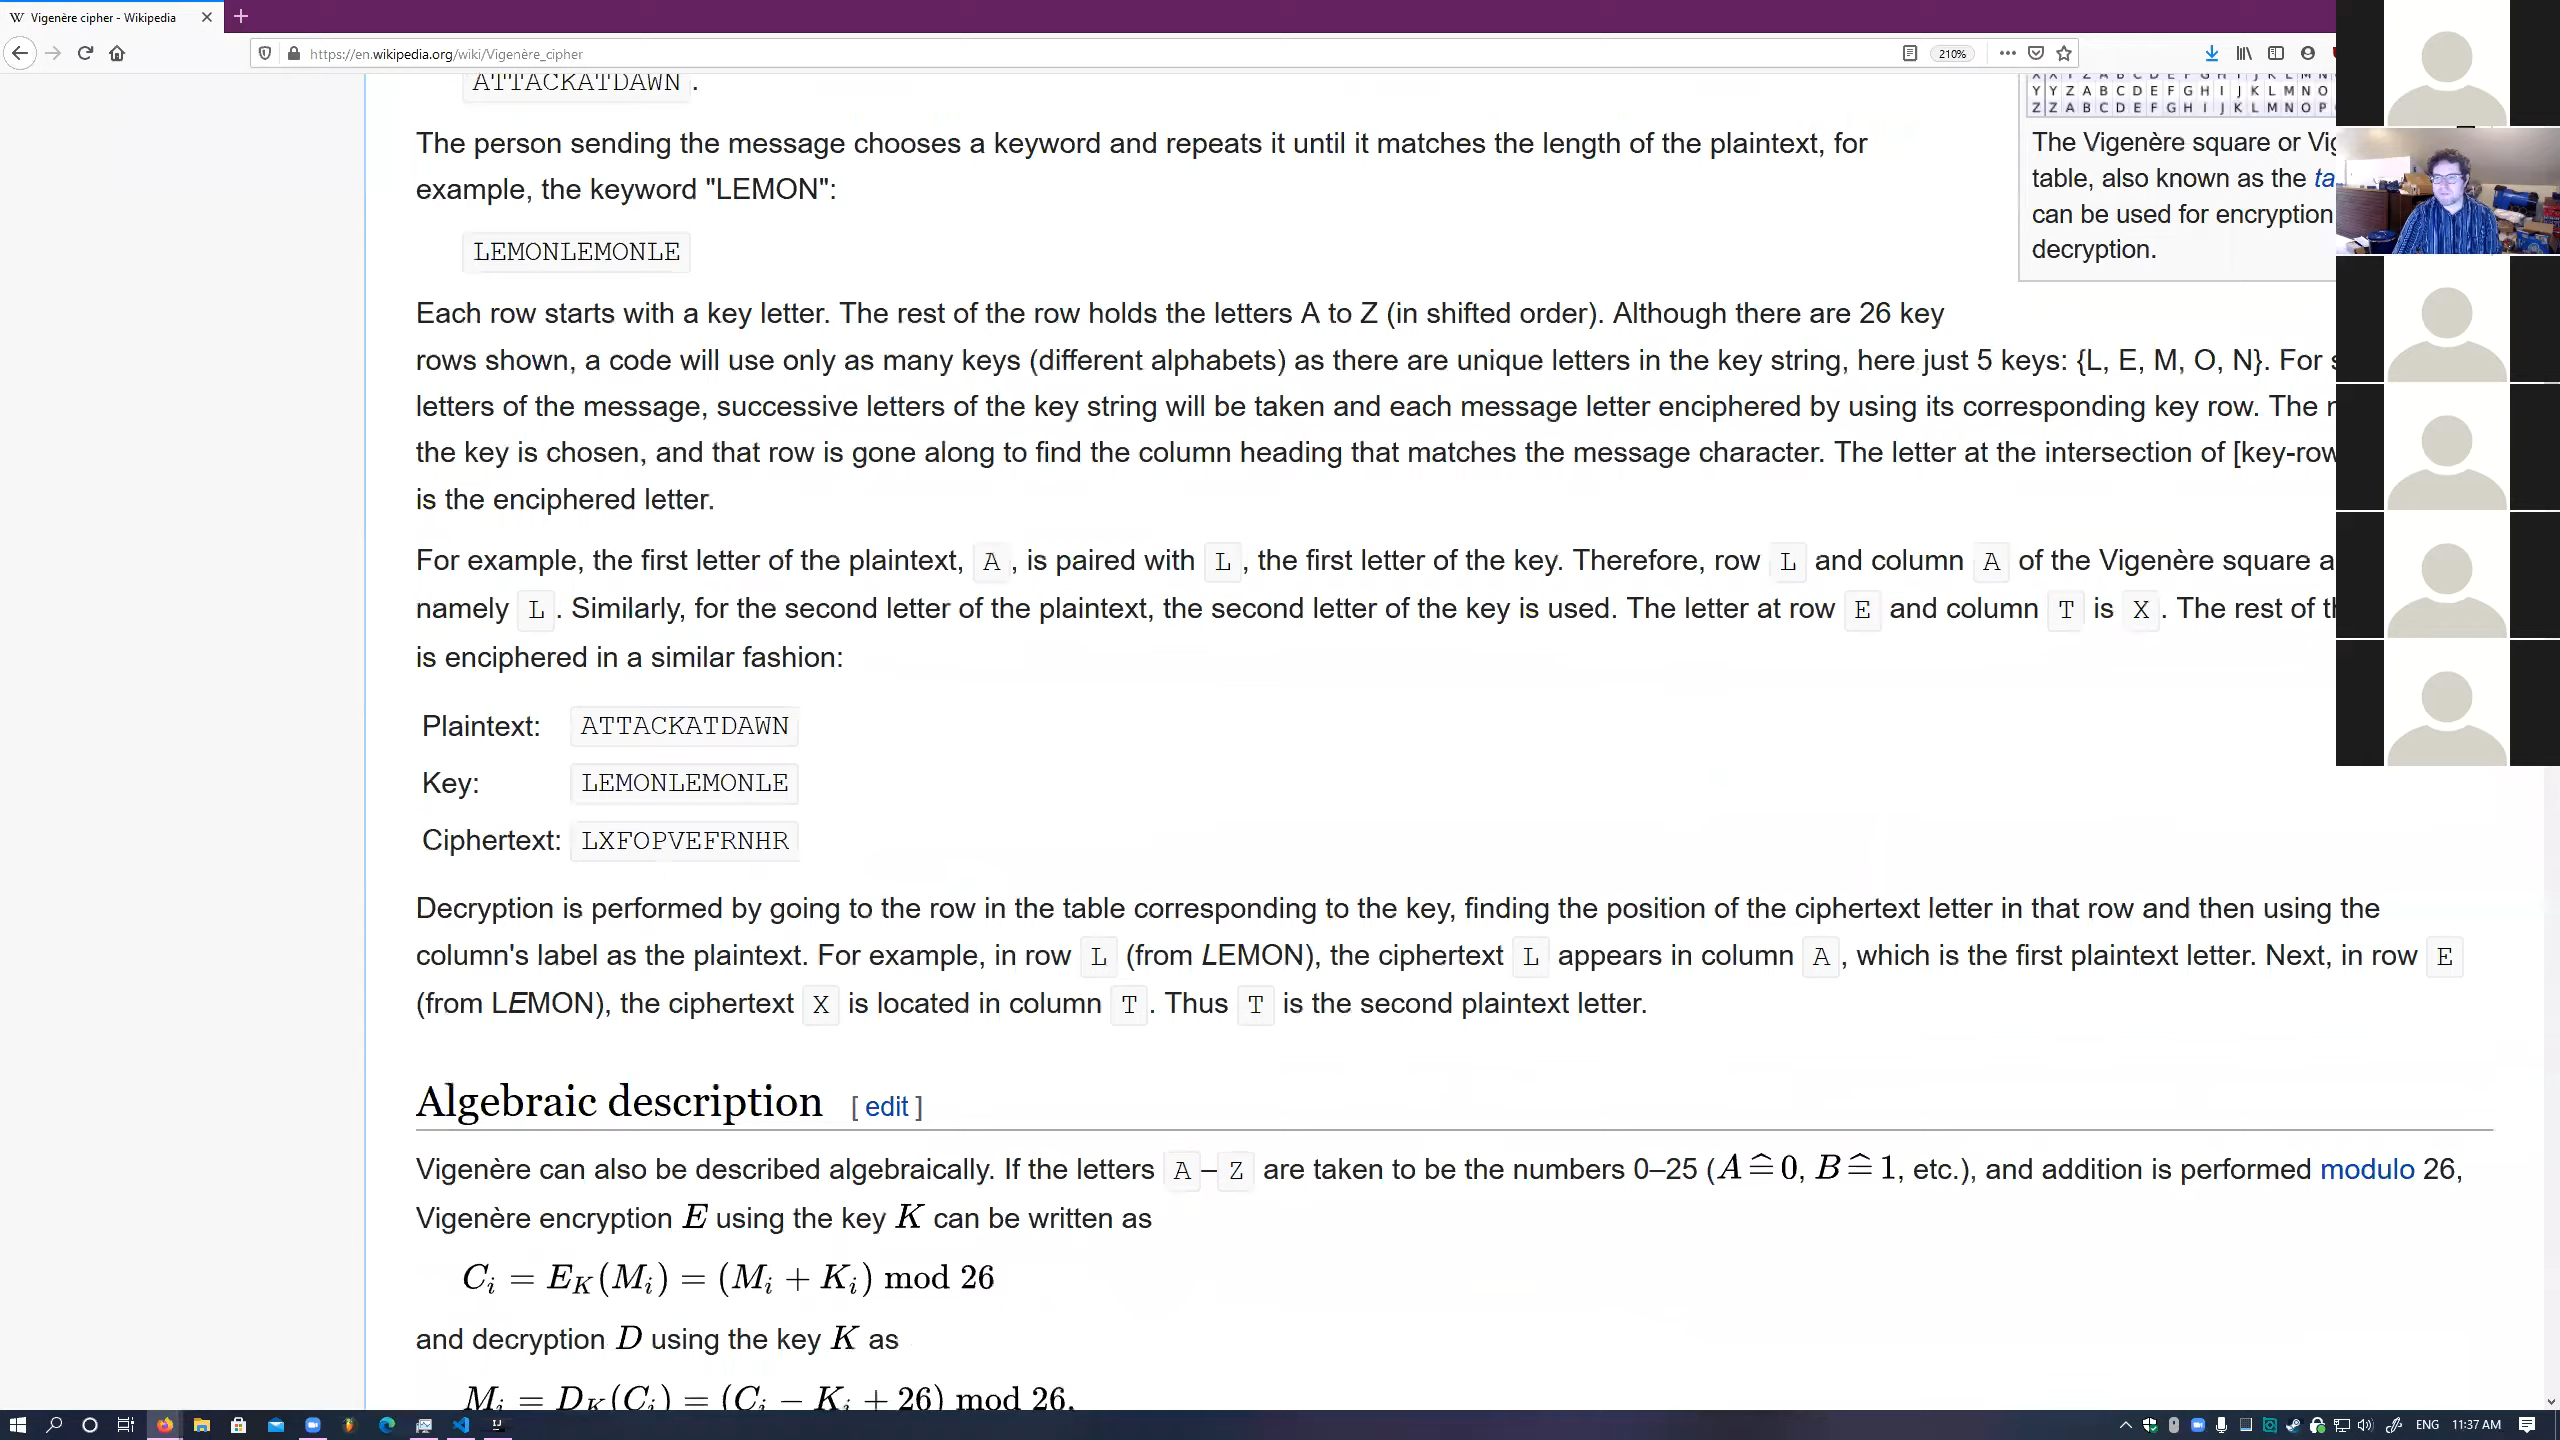 W Vigenère cipher - Wikipedia
https://en.wikipedia.org/wiki/Vigenère_cipher
210%
ATTACKATDAWN.
The person sending the message chooses a keyword and repeats it until it matches the length of the plaintext, for
example, the keyword "LEMON":
LEMONLEMONLE
Y Y Z A B C D E F G H I J K L M N O
Z Z A B C D E F G H I J K L M N O P
The Vigenère square or Vig
table, also known as the ta
can be used for encryption
decryption.
Each row starts with a key letter. The rest of the row holds the letters A to Z (in shifted order). Although there are 26 key
rows shown, a code will use only as many keys (different alphabets) as there are unique letters in the key string, here just 5 keys: {L, E, M, O, N}. For s
letters of the message, successive letters of the key string will be taken and each message letter enciphered by using its corresponding key row. The
the key is chosen, and that row is gone along to find the column heading that matches the message character. The letter at the intersection of [key-row
is the enciphered letter.
For example, the first letter of the plaintext, A, is paired with L, the first letter of the key. Therefore, row L and column A of the Vigenère square a
namely L. Similarly, for the second letter of the plaintext, the second letter of the key is used. The letter at row E and column T is X. The rest of th
is enciphered in a similar fashion:
Plaintext: ATTACKATDAWN
Key: LEMONLEMONLE
Ciphertext: LXFOPVEFRNHR
Decryption is performed by going to the row in the table corresponding to the key, finding the position of the ciphertext letter in that row and then using the
column's label as the plaintext. For example, in row L (from LEMON), the ciphertext L appears in column A, which is the first plaintext letter. Next, in row E
(from LEMON), the ciphertext X is located in column T. Thus T is the second plaintext letter.
Algebraic description [ edit ]
Vigenère can also be described algebraically. If the letters A–Z are taken to be the numbers 0–25 (A ≙ 0, B ≙ 1, etc.), and addition is performed modulo 26,
Vigenère encryption E using the key K can be written as
C_i = E_K(M_i) = (M_i + K_i) mod 26
and decryption D using the key K as
M_i = D_K(C_i) = (C_i − K_i + 26) mod 26.
ENG 11:37 AM